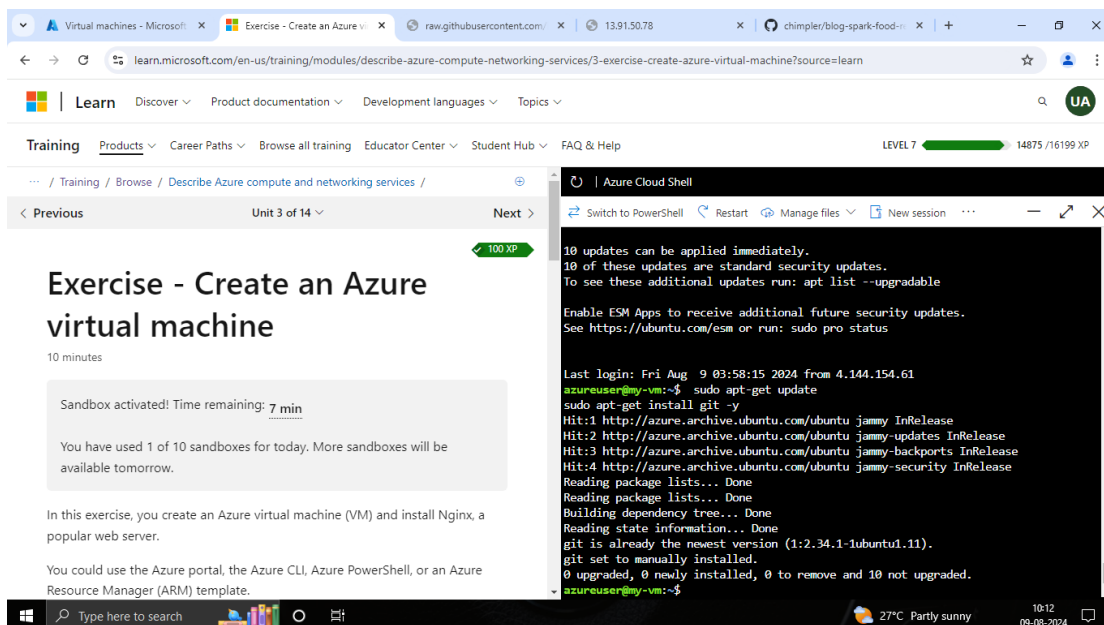 Virtual machines - Microsoft
Exercise - Create an Azure vi
raw.githubusercontent.com/
13.91.50.78
chimpler/blog-spark-food-r
learn.microsoft.com/en-us/training/modules/describe-azure-compute-networking-services/3-exercise-create-azure-virtual-machine?source=learn
Learn Discover Product documentation Development languages Topics
UA
Training Products Career Paths Browse all training Educator Center Student Hub FAQ & Help
LEVEL 7 14875 /16199 XP
··· / Training / Browse / Describe Azure compute and networking services /
< Previous Unit 3 of 14 Next >
100 XP
Exercise - Create an Azure
virtual machine
10 minutes
Sandbox activated! Time remaining: 7 min
You have used 1 of 10 sandboxes for today. More sandboxes will be
available tomorrow.
In this exercise, you create an Azure virtual machine (VM) and install Nginx, a
popular web server.
You could use the Azure portal, the Azure CLI, Azure PowerShell, or an Azure
Resource Manager (ARM) template.
| Azure Cloud Shell
Switch to PowerShell Restart Manage files New session ···
10 updates can be applied immediately.
10 of these updates are standard security updates.
To see these additional updates run: apt list --upgradable
Enable ESM Apps to receive additional future security updates.
See https://ubuntu.com/esm or run: sudo pro status
Last login: Fri Aug  9 03:58:15 2024 from 4.144.154.61
azureuser@my-vm:~$  sudo apt-get update
sudo apt-get install git -y
Hit:1 http://azure.archive.ubuntu.com/ubuntu jammy InRelease
Hit:2 http://azure.archive.ubuntu.com/ubuntu jammy-updates InRelease
Hit:3 http://azure.archive.ubuntu.com/ubuntu jammy-backports InRelease
Hit:4 http://azure.archive.ubuntu.com/ubuntu jammy-security InRelease
Reading package lists... Done
Reading package lists... Done
Building dependency tree... Done
Reading state information... Done
git is already the newest version (1:2.34.1-1ubuntu1.11).
git set to manually installed.
0 upgraded, 0 newly installed, 0 to remove and 10 not upgraded.
azureuser@my-vm:~$
Type here to search
27°C Partly sunny
10:12
09-08-2024